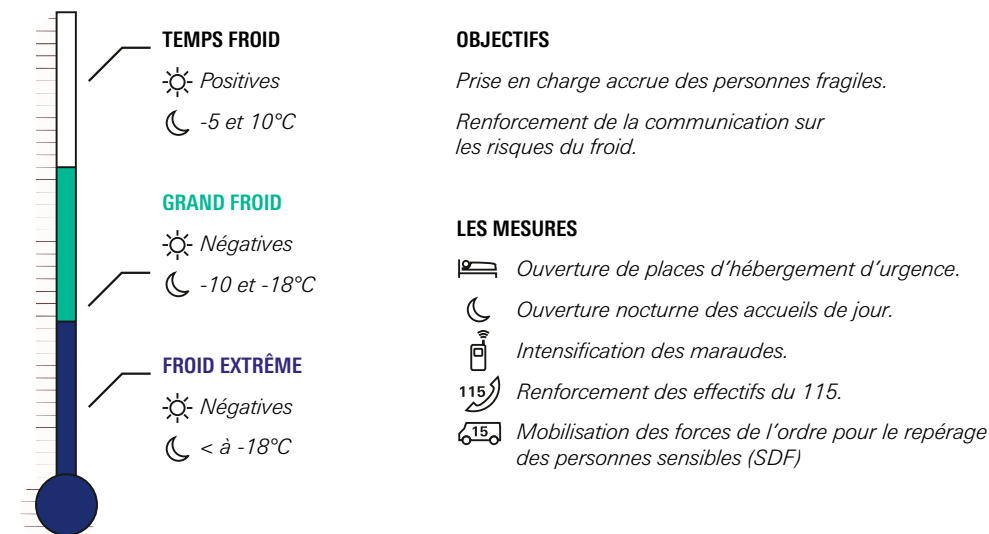 TEMPS FROID
Positives
-5 et 10°C
GRAND FROID
Négatives
-10 et -18°C
FROID EXTRÊME
Négatives
< à -18°C
OBJECTIFS
Prise en charge accrue des personnes fragiles.
Renforcement de la communication sur
les risques du froid.
LES MESURES
Ouverture de places d'hébergement d'urgence.
Ouverture nocturne des accueils de jour.
Intensification des maraudes.
115 Renforcement des effectifs du 115.
15 Mobilisation des forces de l'ordre pour le repérage
des personnes sensibles (SDF)